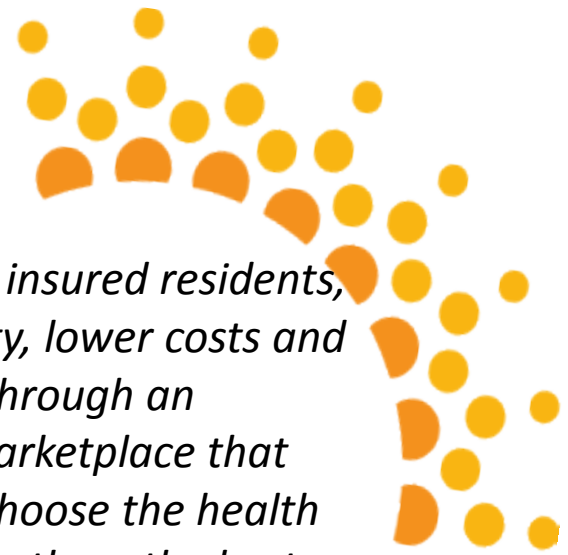 insured residents,
y, lower costs and
hrough an
arketplace that
hoose the health